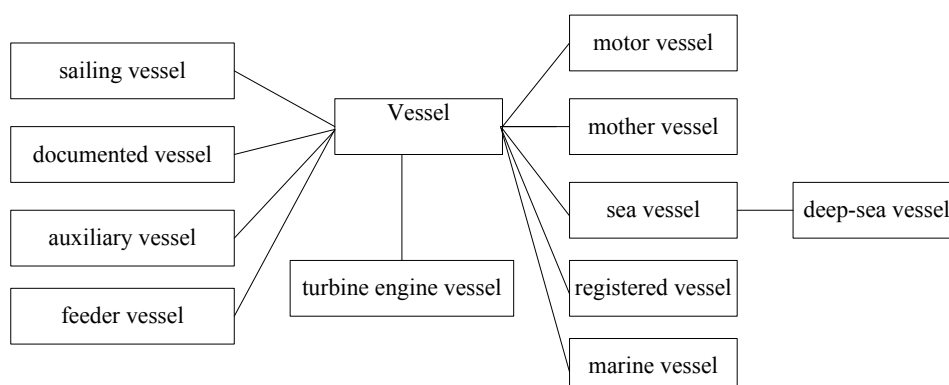 sailing vessel
documented vessel
auxiliary vessel
feeder vessel
Vessel
turbine engine vessel
motor vessel
mother vessel
sea vessel
deep-sea vessel
registered vessel
marine vessel